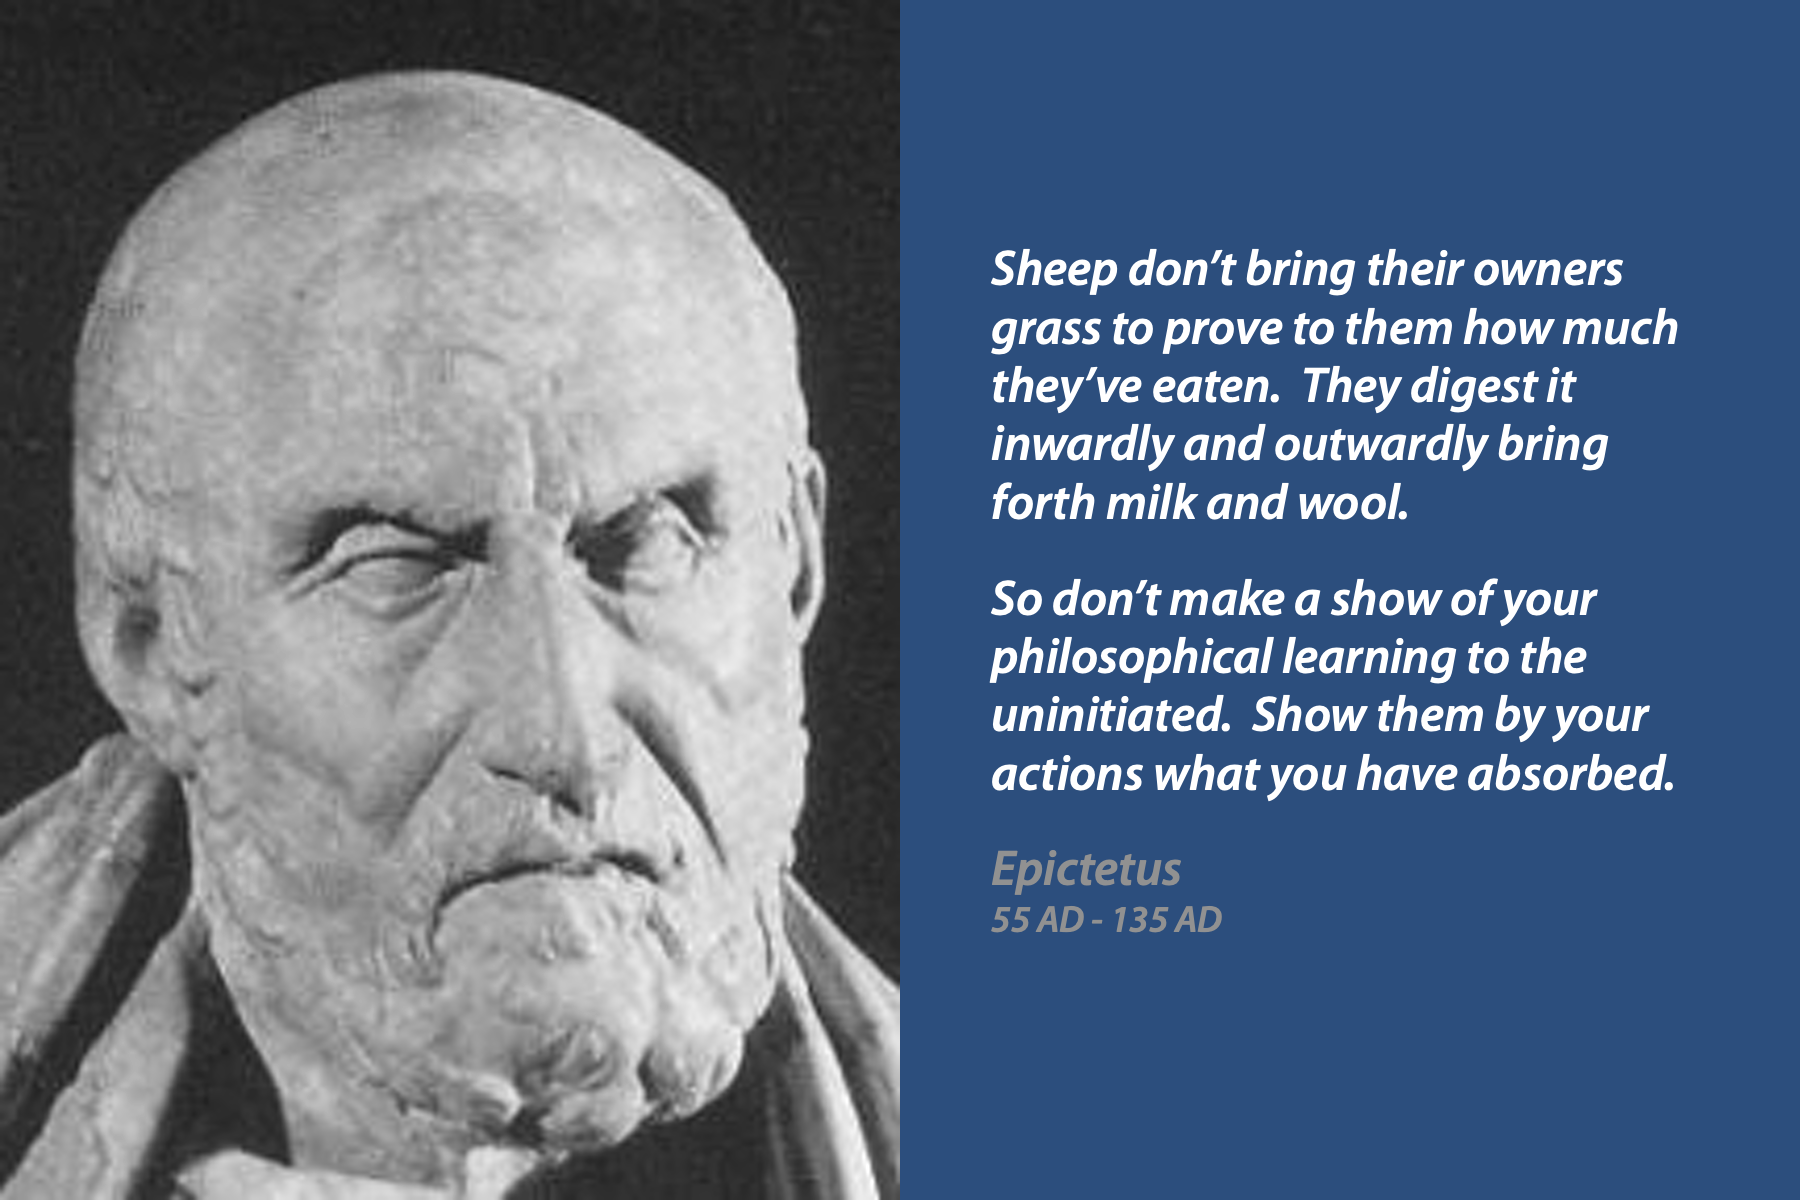 Sheep don’t bring their owners
grass to prove to them how much
they’ve eaten.  They digest it
inwardly and outwardly bring
forth milk and wool.
So don’t make a show of your
philosophical learning to the
uninitiated.  Show them by your
actions what you have absorbed.
Epictetus
55 AD - 135 AD